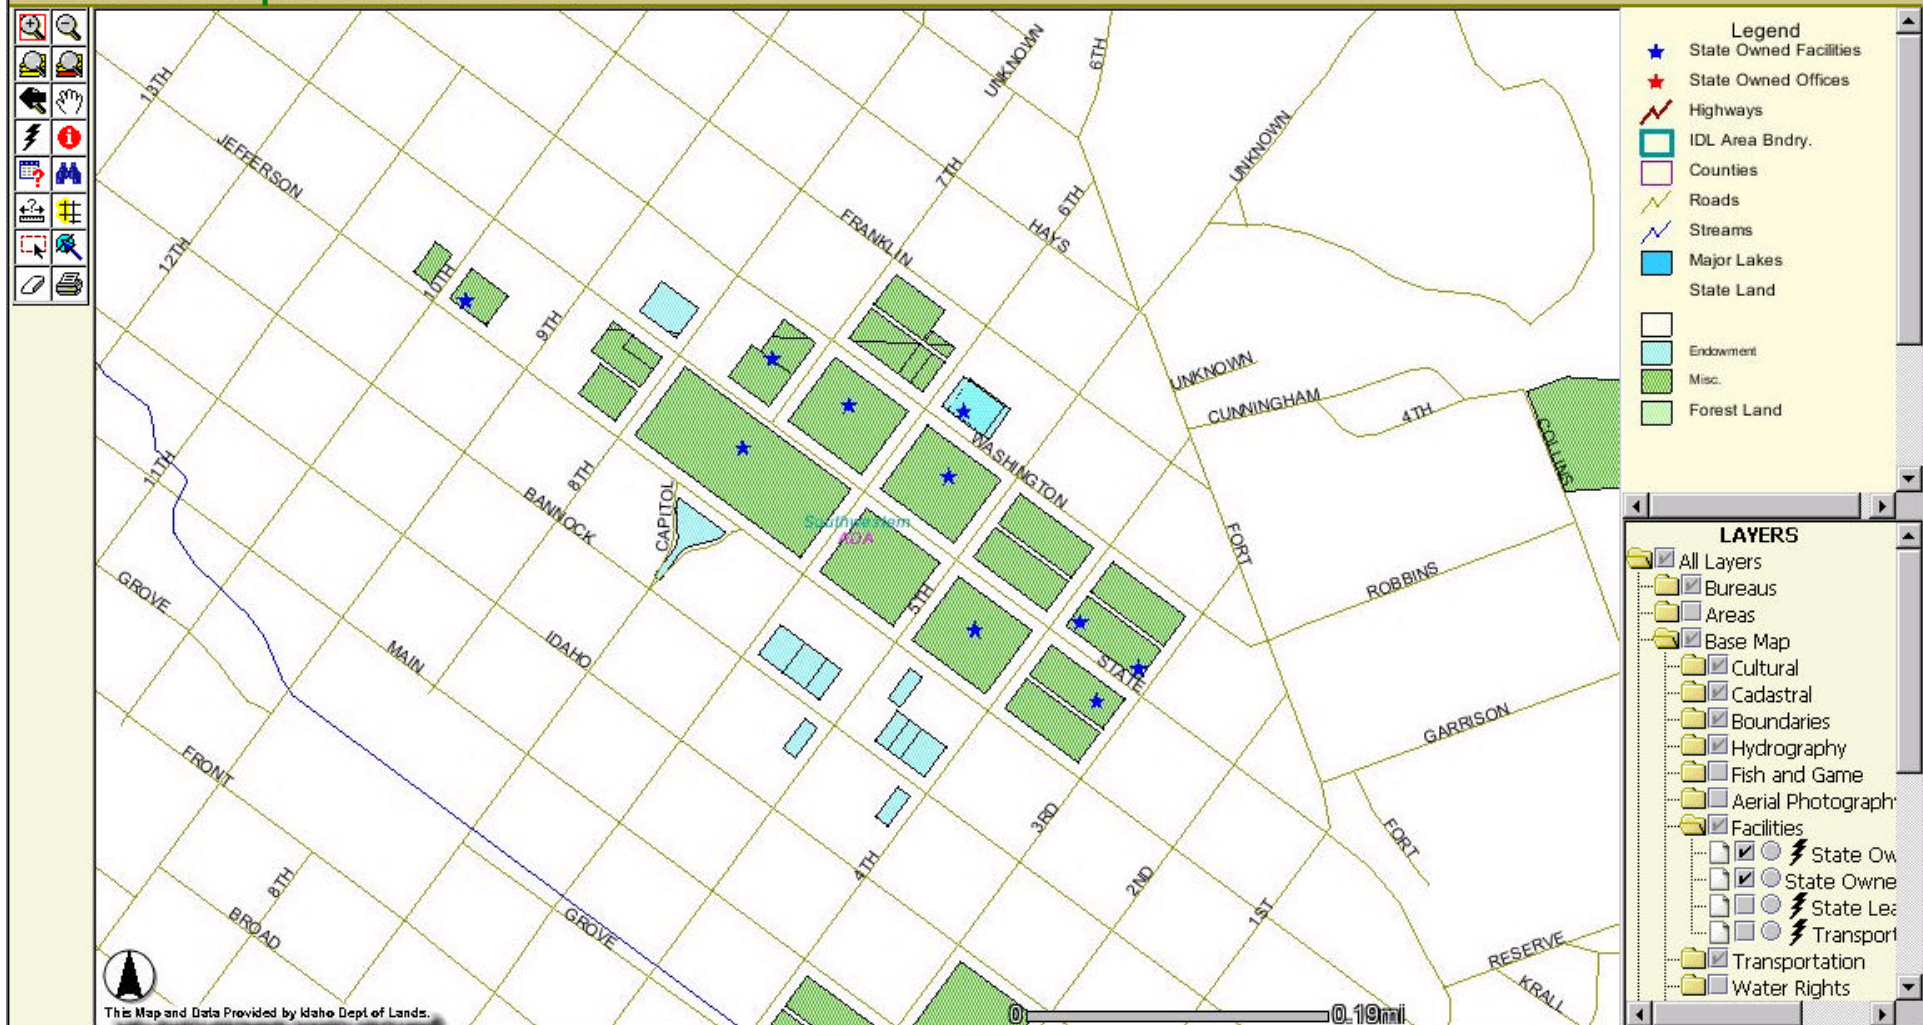 UNKNOWN
6TH
13TH
JEFFERSON
UNKNOWN
7TH
6TH
FRANKLIN
HAYS
12TH
10TH
9TH
UNKNOWN
CUNNINGHAM
4TH
COLLINS
WASHINGTON
11TH
8TH
BANNOCK
CAPITOL
Southwestern
ADA
FORT
GROVE
5TH
ROBBINS
MAIN
IDAHO
STATE
GARRISON
FRONT
3RD
FORT
4TH
2ND
8TH
1ST
BROAD
GROVE
RESERVE
KRALL
This Map and Data Provided by Idaho Dept of Lands.
0
0.19mi
Legend
State Owned Facilities
State Owned Offices
Highways
IDL Area Bndry.
Counties
Roads
Streams
Major Lakes
State Land
Endowment
Misc.
Forest Land
LAYERS
All Layers
Bureaus
Areas
Base Map
Cultural
Cadastral
Boundaries
Hydrography
Fish and Game
Aerial Photograph
Facilities
State Ow
State Owne
State Lea
Transport
Transportation
Water Rights